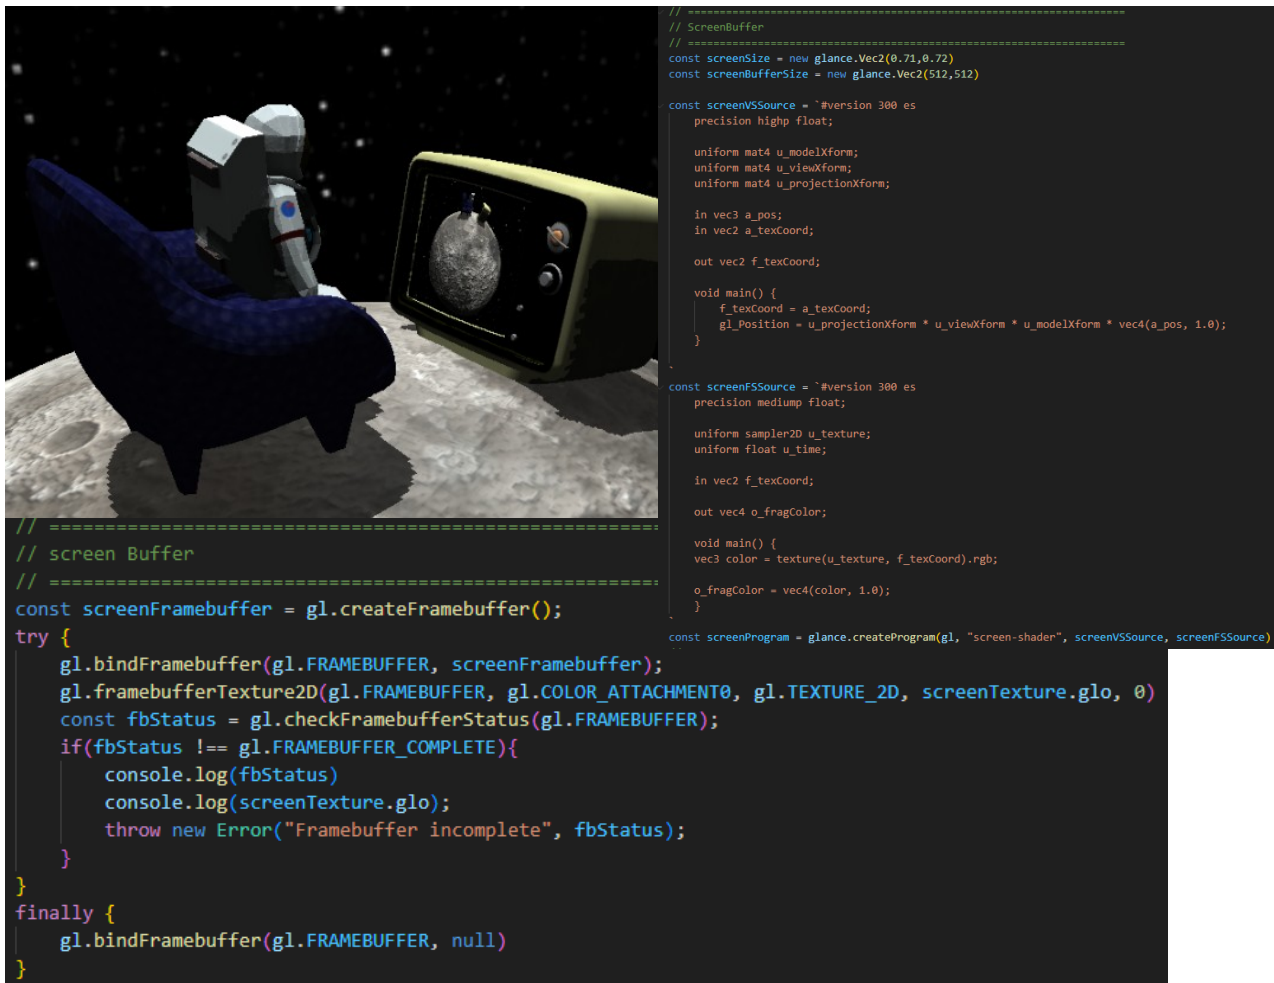 // =====================================================================
// ScreenBuffer
// =====================================================================
const screenSize = new glance.Vec2(0.71,0.72)
const screenBufferSize = new glance.Vec2(512,512)
const screenVSSource = `#version 300 es
precision highp float;
uniform mat4 u_modelXform;
uniform mat4 u_viewXform;
uniform mat4 u_projectionXform;
in vec3 a_pos;
in vec2 a_texCoord;
out vec2 f_texCoord;
void main() {
f_texCoord = a_texCoord;
gl_Position = u_projectionXform * u_viewXform * u_modelXform * vec4(a_pos, 1.0);
}
`
const screenFSSource = `#version 300 es
precision mediump float;
uniform sampler2D u_texture;
uniform float u_time;
in vec2 f_texCoord;
out vec4 o_fragColor;
void main() {
vec3 color = texture(u_texture, f_texCoord).rgb;
o_fragColor = vec4(color, 1.0);
}
`
const screenProgram = glance.createProgram(gl, "screen-shader", screenVSSource, screenFSSource)
// =============================================
// screen Buffer
// =============================================
const screenFramebuffer = gl.createFramebuffer();
try {
gl.bindFramebuffer(gl.FRAMEBUFFER, screenFramebuffer);
gl.framebufferTexture2D(gl.FRAMEBUFFER, gl.COLOR_ATTACHMENT0, gl.TEXTURE_2D, screenTexture.glo, 0)
const fbStatus = gl.checkFramebufferStatus(gl.FRAMEBUFFER);
if(fbStatus !== gl.FRAMEBUFFER_COMPLETE){
console.log(fbStatus)
console.log(screenTexture.glo);
throw new Error("Framebuffer incomplete", fbStatus);
}
}
finally {
gl.bindFramebuffer(gl.FRAMEBUFFER, null)
}